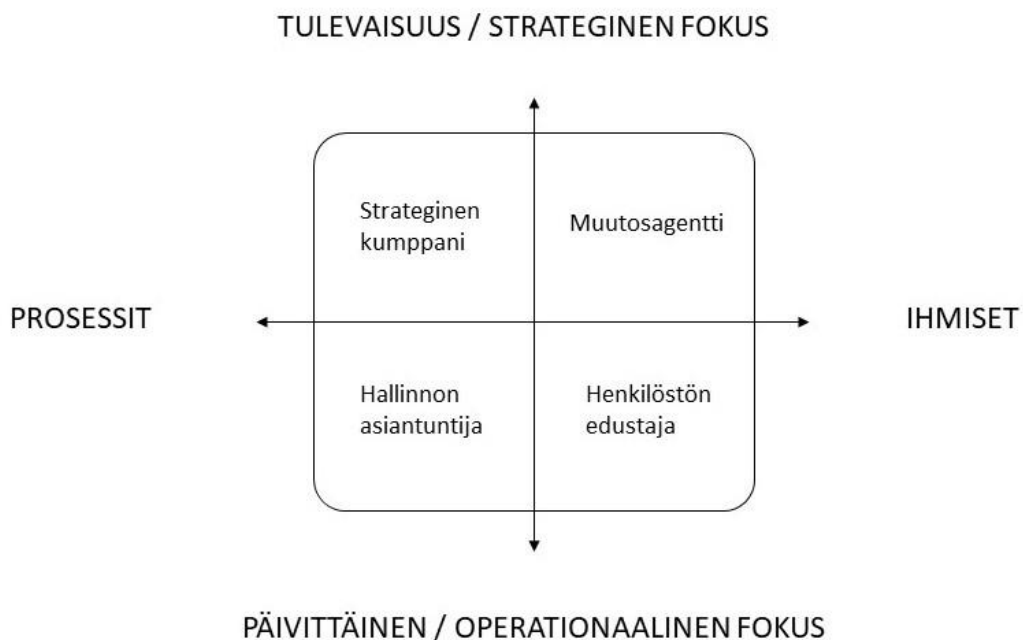 TULEVAISUUS / STRATEGINEN FOKUS
Strateginen
kumppani
Muutosagentti
PROSESSIT
IHMISET
Hallinnon
asiantuntija
Henkilöstön
edustaja
PÄIVITTÄINEN / OPERATIONAALINEN FOKUS